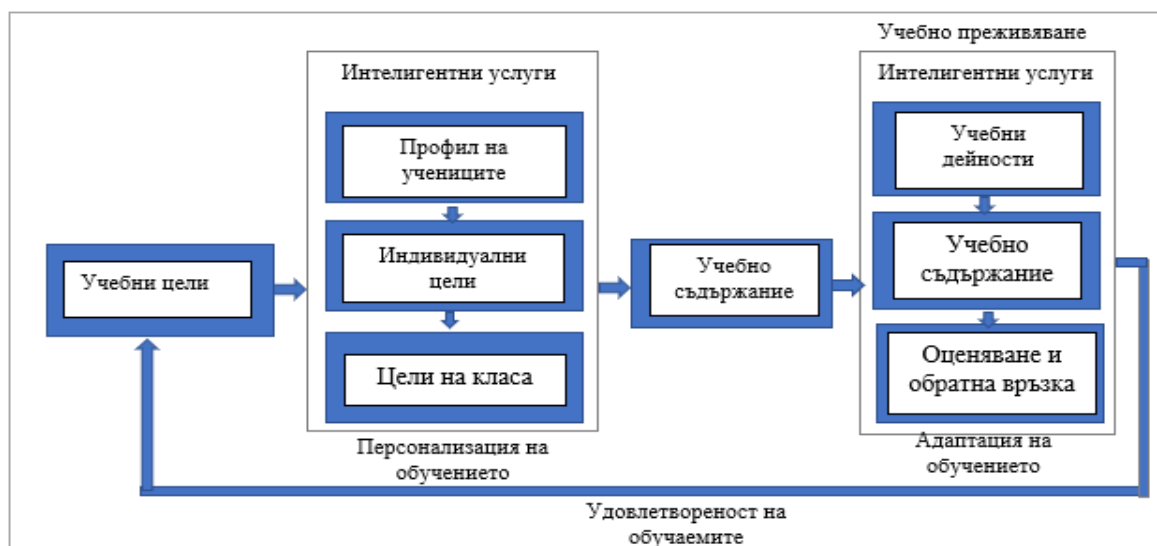 Учебно преживяване
Интелигентни услуги
Профил на
учениците
Индивидуални
цели
Цели на класа
Персонализация на
обучението
Учебни цели
Учебно
съдържание
Интелигентни услуги
Учебни
дейности
Учебно
съдържание
Оценяване и
обратна връзка
Адаптация на
обучението
Удовлетвореност на
обучаемите